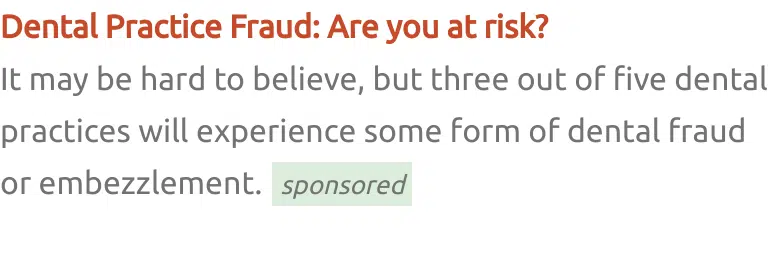 Dental Practice Fraud: Are you at risk?
It may be hard to believe, but three out of five dental
practices will experience some form of dental fraud
or embezzlement. sponsored